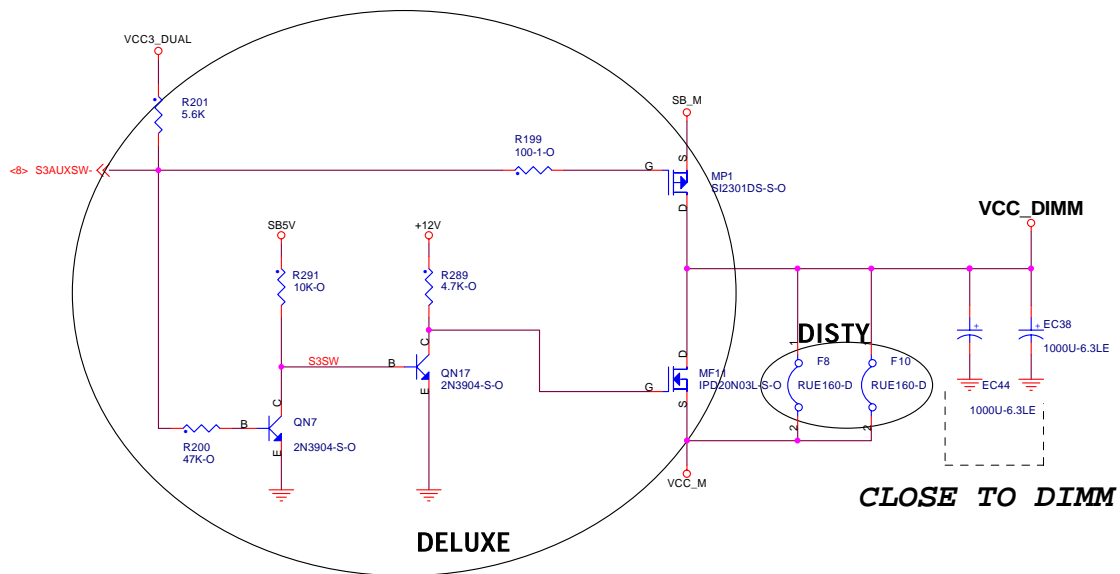 VCC3_DUAL
R201
5.6K
<8> S3AUXSW-
R199
100-1-O
SB_M
G
S
D
MP1
SI2301DS-S-O
VCC_DIMM
SB5V
+12V
R291
10K-O
R289
4.7K-O
S3SW
B
C
E
QN17
2N3904-S-O
B
C
E
QN7
2N3904-S-O
R200
47K-O
G
D
S
MF11
IPD20N03L-S-O
VCC_M
DISTY
1
F8
RUE160-D
2
1
F10
RUE160-D
2
+
EC44
1000U-6.3LE
+
EC38
1000U-6.3LE
CLOSE TO DIMM
DELUXE